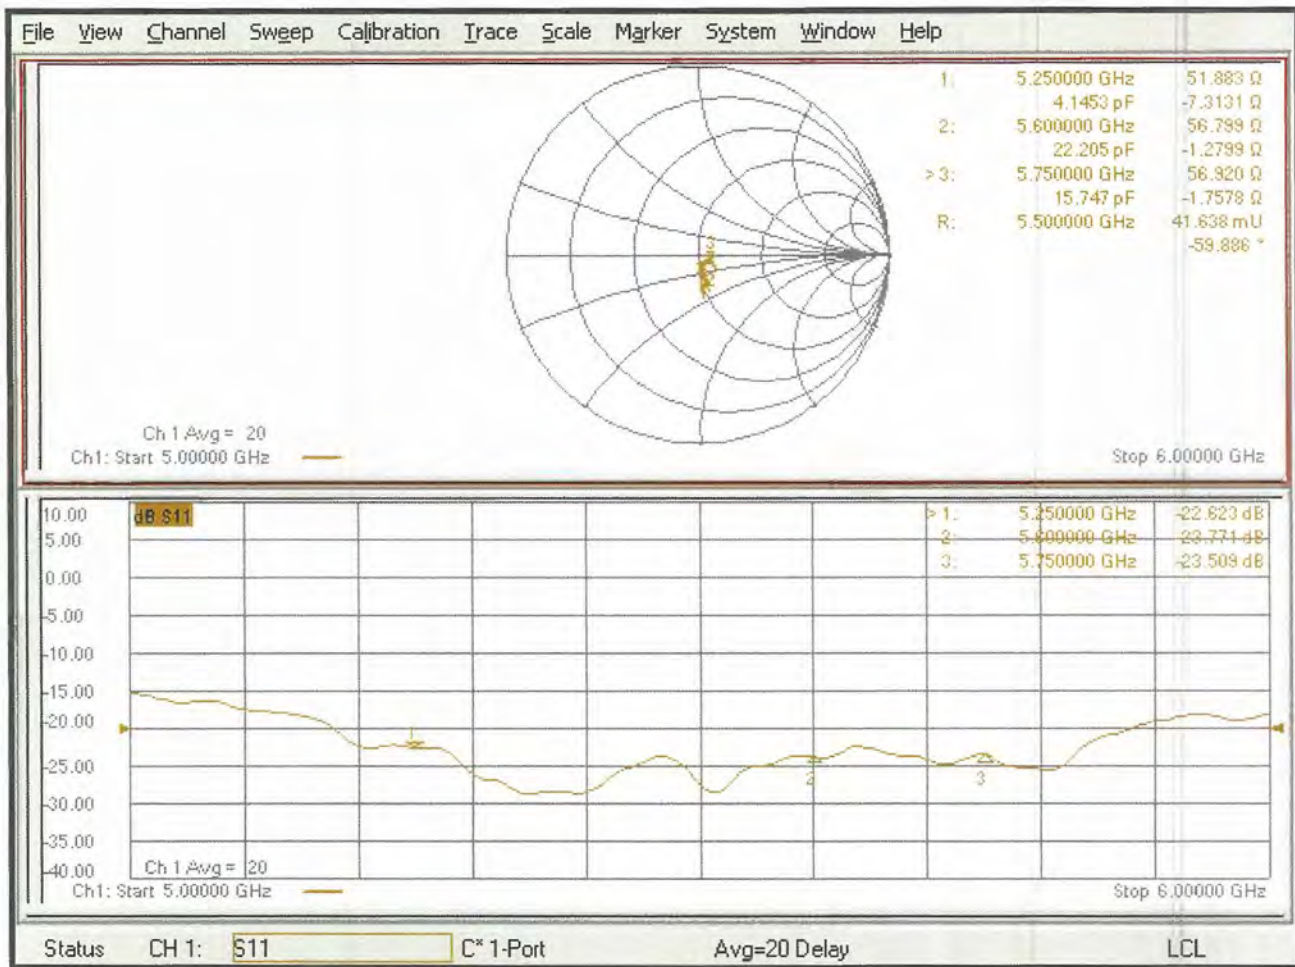 File View Channel Sweep Calibration Trace Scale Marker System Window Help
1: 5.250000 GHz 51.883 Ω
4.1453 pF -7.3131 Ω
2: 5.600000 GHz 56.799 Ω
22.205 pF -1.2799 Ω
> 3: 5.750000 GHz 56.920 Ω
15.747 pF -1.7578 Ω
R: 5.500000 GHz 41.638 mU
-59.886 °
Ch 1 Avg = 20
Ch1: Start 5.00000 GHz Stop 6.00000 GHz
10.00 dB S11 > 1: 5.250000 GHz -22.623 dB
5.00 2: 5.600000 GHz -23.771 dB
0.00 3: 5.750000 GHz -23.509 dB
-5.00
-10.00
-15.00
-20.00
1
-25.00
2 3
-30.00
-35.00
-40.00 Ch 1 Avg = 20
Ch1: Start 5.00000 GHz Stop 6.00000 GHz
Status CH 1: S11 C* 1-Port Avg=20 Delay LCL